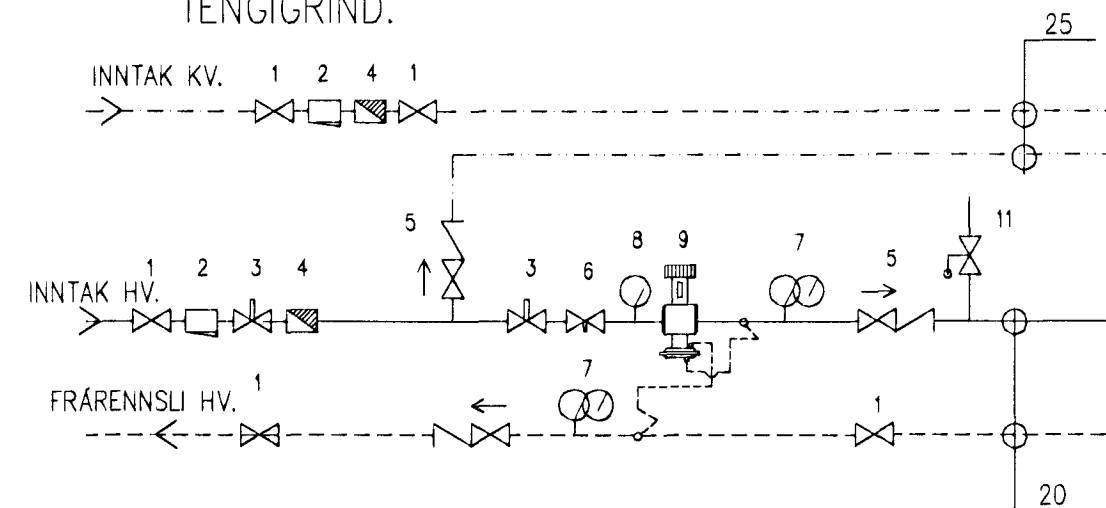 TENGIGRIND.
25
INNTAK KV. 1 2 4 1
5 11
8 9 7 5
INNTAK HV. 1 2 3 4 3 6
7
FRÁRENNSLI HV. 1 1
20